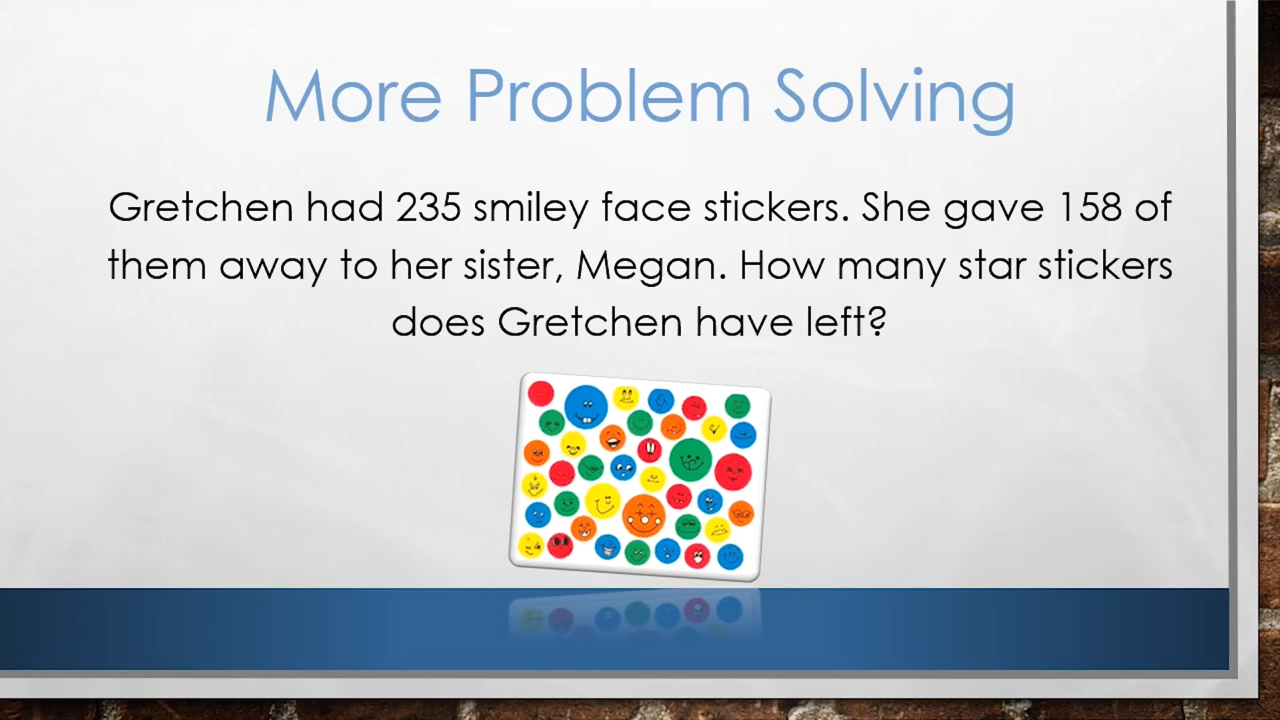 More Problem Solving
Gretchen had 235 smiley face stickers. She gave 158 of
them away to her sister, Megan. How many star stickers
does Gretchen have left?